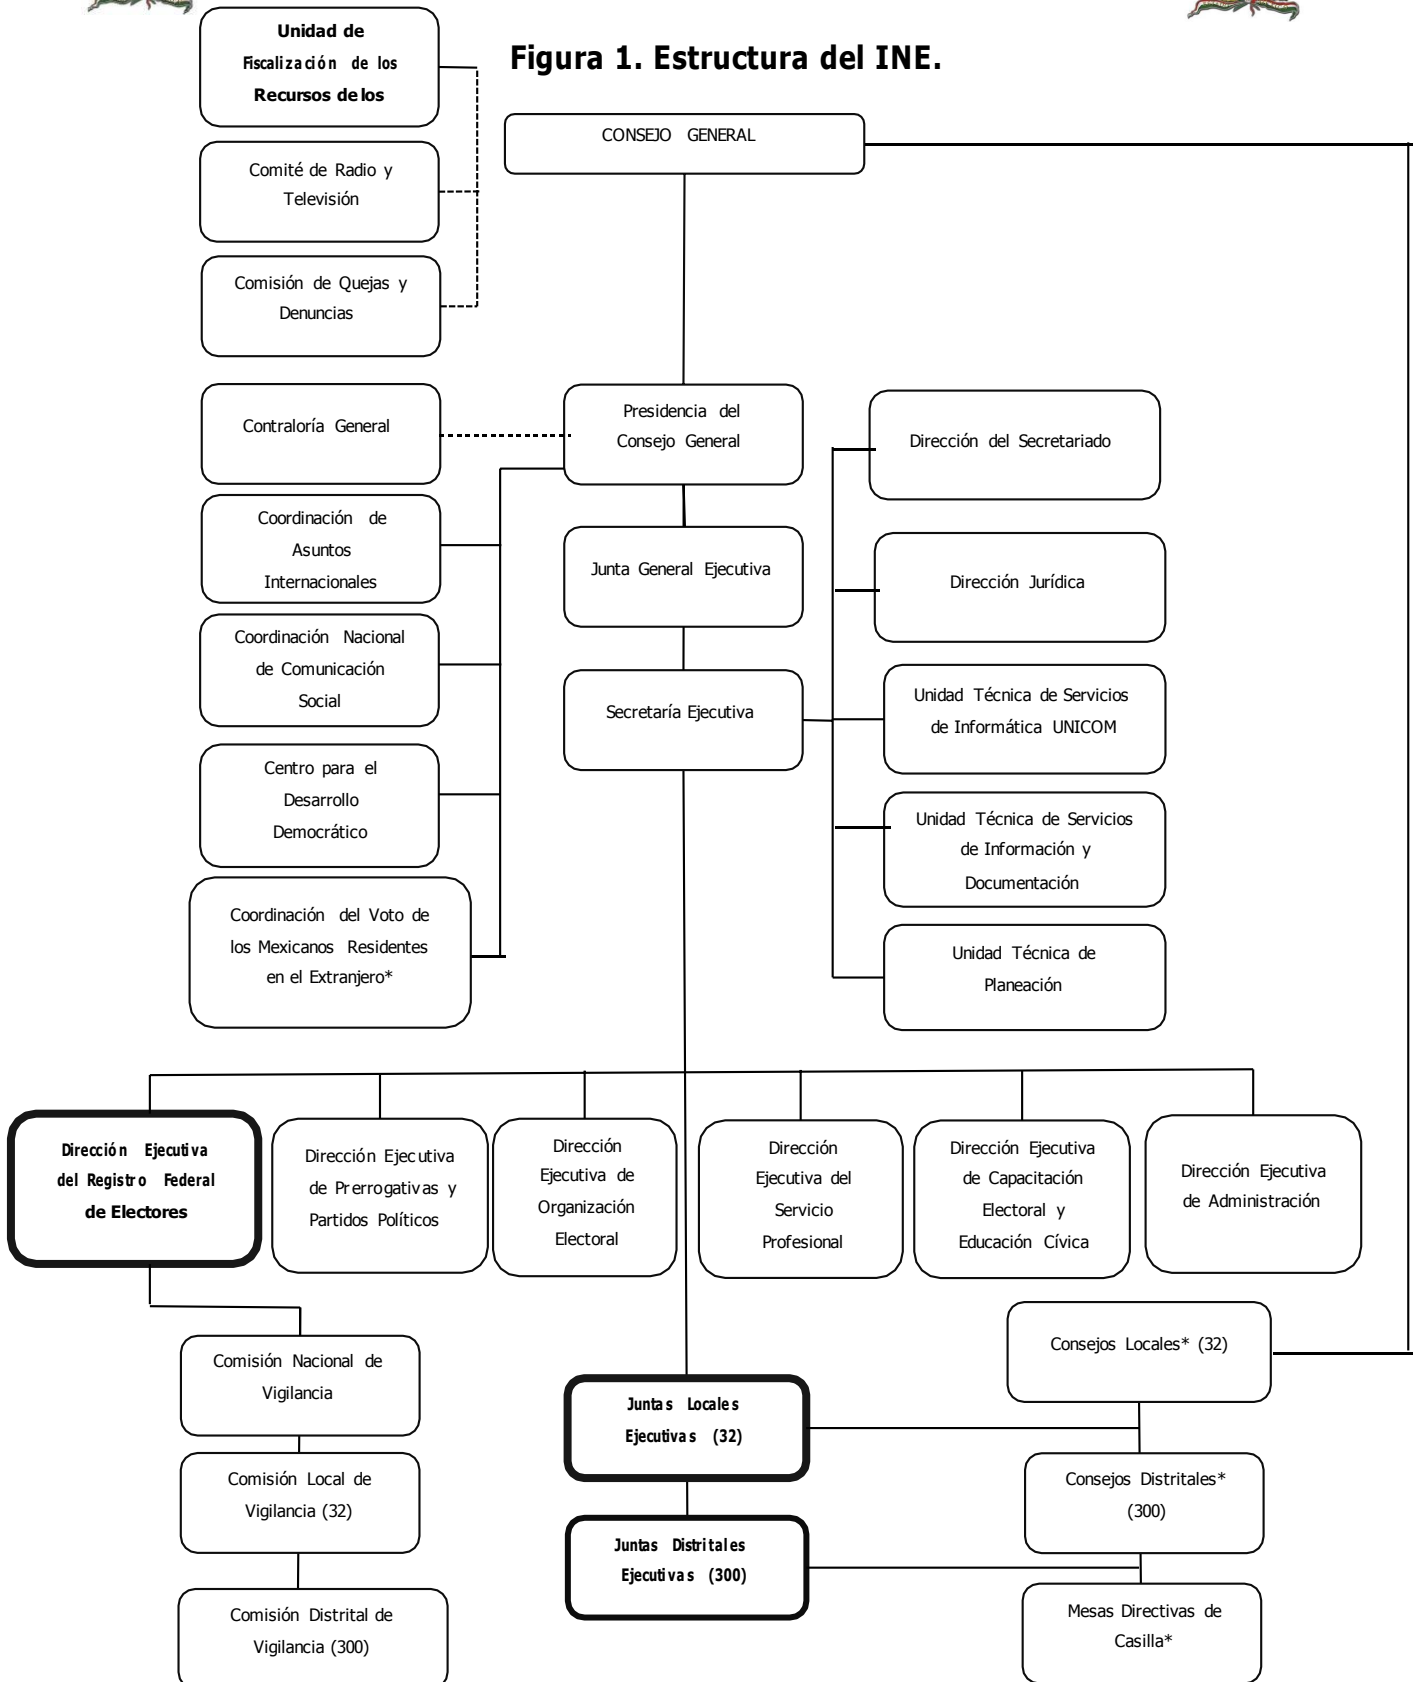 Figura 1. Estructura del INE.
Unidad de
Fiscalización de los
Recursos de los
CONSEJO GENERAL
Comité de Radio y
Televisión
Comisión de Quejas y
Denuncias
Contraloría General
Presidencia del
Consejo General
Dirección del Secretariado
Coordinación de
Asuntos
Internacionales
Junta General Ejecutiva
Dirección Jurídica
Coordinación Nacional
de Comunicación
Social
Secretaría Ejecutiva
Unidad Técnica de Servicios
de Informática UNICOM
Centro para el
Desarrollo
Democrático
Unidad Técnica de Servicios
de Información y
Documentación
Coordinación del Voto de
los Mexicanos Residentes
en el Extranjero*
Unidad Técnica de
Planeación
Dirección Ejecutiva
del Registro Federal
de Electores
Dirección Ejecutiva
de Prerrogativas y
Partidos Políticos
Dirección
Ejecutiva de
Organización
Electoral
Dirección
Ejecutiva del
Servicio
Profesional
Dirección Ejecutiva
de Capacitación
Electoral y
Educación Cívica
Dirección Ejecutiva
de Administración
Comisión Nacional de
Vigilancia
Consejos Locales* (32)
Juntas Locales
Ejecutivas (32)
Comisión Local de
Vigilancia (32)
Consejos Distritales*
(300)
Juntas Distritales
Ejecutivas (300)
Comisión Distrital de
Vigilancia (300)
Mesas Directivas de
Casilla*